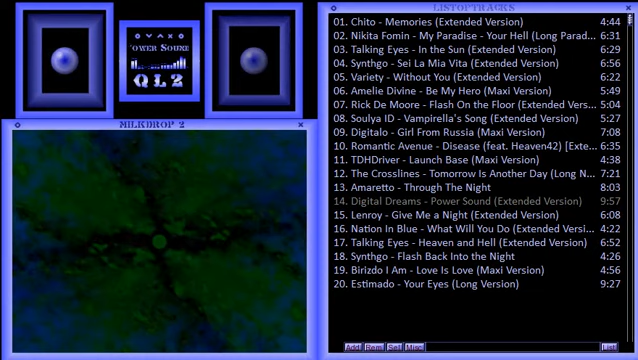 OWER SOUND
QL2
MILKDROP 2
LISTOFTRACKS
01. Chito - Memories (Extended Version) 4:44
02. Nikita Fomin - My Paradise - Your Hell (Long Parad... 6:31
03. Talking Eyes - In the Sun (Extended Version) 6:29
04. Synthgo - Sei La Mia Vita (Extended Version) 6:56
05. Variety - Without You (Extended Version) 6:22
06. Amelie Divine - Be My Hero (Maxi Version) 5:49
07. Rick De Moore - Flash On the Floor (Extended Vers... 5:04
08. Soulya ID - Vampirella's Song (Extended Version) 5:27
09. Digitalo - Girl From Russia (Maxi Version) 7:08
10. Romantic Avenue - Disease (feat. Heaven42) [Exte... 6:35
11. TDHDriver - Launch Base (Maxi Version) 4:38
12. The Crosslines - Tomorrow Is Another Day (Long N... 7:21
13. Amaretto - Through The Night 8:03
14. Digital Dreams - Power Sound (Extended Version) 9:57
15. Lenroy - Give Me a Night (Extended Version) 6:08
16. Nation In Blue - What Will You Do (Extended Versi... 4:22
17. Talking Eyes - Heaven and Hell (Extended Version) 6:52
18. Synthgo - Flash Back Into the Night 4:26
19. Birizdo I Am - Love Is Love (Maxi Version) 4:56
20. Estimado - Your Eyes (Long Version) 9:27
Add Rem Sel Misc List